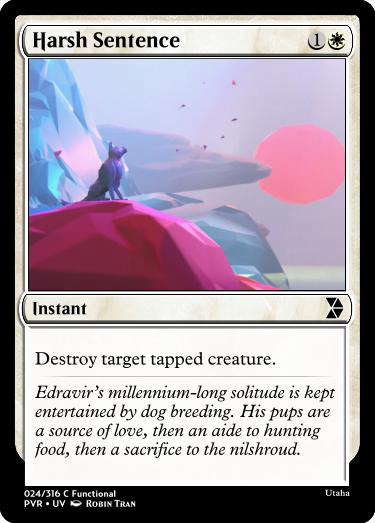 Harsh Sentence 1
Instant
Destroy target tapped creature.
Edravir's millennium-long solitude is kept
entertained by dog breeding. His pups are
a source of love, then an aide to hunting
food, then a sacrifice to the nilshroud.
024/316 C Functional
Utaha
PVR • UV Robin Tran